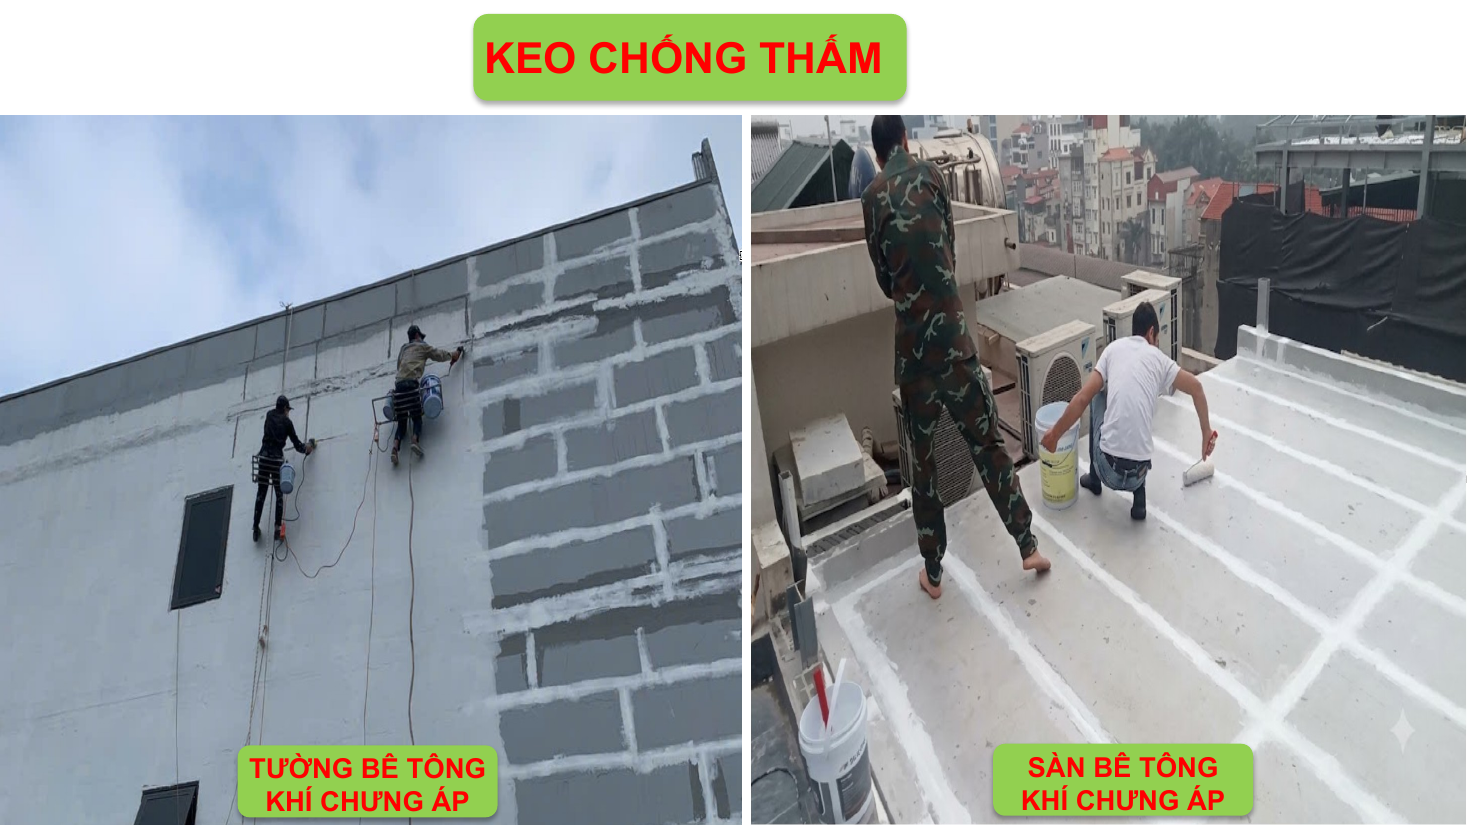 KEO CHỐNG THẤM
TƯỜNG BÊ TÔNG
KHÍ CHƯNG ÁP
SÀN BÊ TÔNG
KHÍ CHƯNG ÁP